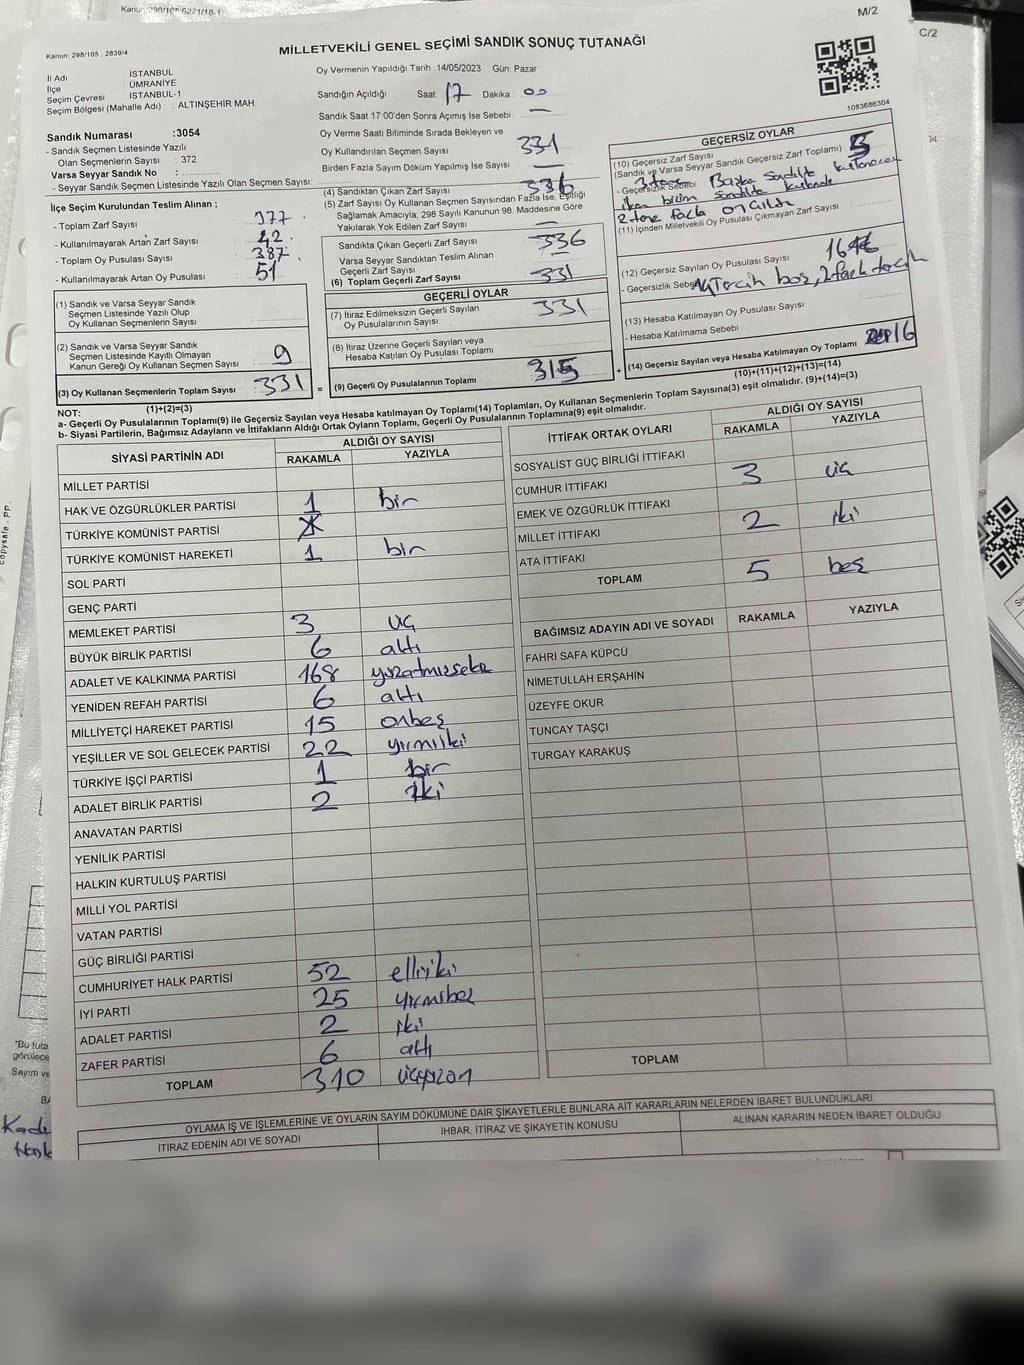 Kanun: 298/105 6271/18-1
M/2
C/2
Kanun: 298/105 . 2839/4
MİLLETVEKİLİ GENEL SEÇİMİ SANDIK SONUÇ TUTANAĞI
1083686304
İl Adı : İSTANBUL
İlçe : ÜMRANİYE
Seçim Çevresi : İSTANBUL-1
Seçim Bölgesi (Mahalle Adı) : ALTINŞEHİR MAH.
Sandık Numarası :3054
- Sandık Seçmen Listesinde Yazılı
Olan Seçmenlerin Sayısı : 372
Varsa Seyyar Sandık No :
- Seyyar Sandık Seçmen Listesinde Yazılı Olan Seçmen Sayısı:
Oy Vermenin Yapıldığı Tarih :14/05/2023 Gün: Pazar
Sandığın Açıldığı Saat: 17 Dakika : 00
Sandık Saat 17:00'den Sonra Açımış İse Sebebi : —
Oy Verme Saati Bitiminde Sırada Bekleyen ve
Oy Kullandırılan Seçmen Sayısı : 331
Birden Fazla Sayım Döküm Yapılmış İse Sayısı : —
İlçe Seçim Kurulundan Teslim Alınan ;
- Toplam Zarf Sayısı : 377
- Kullanılmayarak Artan Zarf Sayısı : 42
- Toplam Oy Pusulası Sayısı : 387
- Kullanılmayarak Artan Oy Pusulası : 51
(1) Sandık ve Varsa Seyyar Sandık
Seçmen Listesinde Yazılı Olup
Oy Kullanan Seçmenlerin Sayısı :
(2) Sandık ve Varsa Seyyar Sandık
Seçmen Listesinde Kayıtlı Olmayan
Kanun Gereği Oy Kullanan Seçmen Sayısı : 9
(3) Oy Kullanan Seçmenlerin Toplam Sayısı : 331
(1)+(2)=(3)
(4) Sandıktan Çıkan Zarf Sayısı : 336
(5) Zarf Sayısı Oy Kullanan Seçmen Sayısından Fazla İse, Eşitliği
Sağlamak Amacıyla, 298 Sayılı Kanunun 98. Maddesine Göre
Yakılarak Yok Edilen Zarf Sayısı : —
Sandıkta Çıkan Geçerli Zarf Sayısı : 336
Varsa Seyyar Sandıktan Teslim Alınan
Geçerli Zarf Sayısı : —
(6) Toplam Geçerli Zarf Sayısı : 331
GEÇERLİ OYLAR
(7) İtiraz Edilmeksizin Geçerli Sayılan
Oy Pusulalarının Sayısı : 331
(8) İtiraz Üzerine Geçerli Sayılan veya
Hesaba Katılan Oy Pusulası Toplamı :
= (9) Geçerli Oy Pusulalarının Toplamı : 315
GEÇERSİZ OYLAR
(10) Geçersiz Zarf Sayısı
(Sandık ve Varsa Seyyar Sandık Geçersiz Zarf Toplamı) : 5
- Geçersizlik Sebebi 3 tane Başka Sandıkta kullanacak
iken bizim sandıkta kullandı
2 tane fazla oy çıktı
(11) İçinden Milletvekili Oy Pusulası Çıkmayan Zarf Sayısı :
(12) Geçersiz Sayılan Oy Pusulası Sayısı : 16
- Geçersizlik Sebebi Tercih boş, 2 fazla tercih
(13) Hesaba Katılmayan Oy Pusulası Sayısı :
- Hesaba Katılmama Sebebi :
+ (14) Geçersiz Sayılan veya Hesaba Katılmayan Oy Toplamı : 16
(10)+(11)+(12)+(13)=(14)
NOT:
a- Geçerli Oy Pusulalarının Toplamı(9) ile Geçersiz Sayılan veya Hesaba katılmayan Oy Toplamı(14) Toplamları, Oy Kullanan Seçmenlerin Toplam Sayısına(3) eşit olmalıdır. (9)+(14)=(3)
b- Siyasi Partilerin, Bağımsız Adayların ve İttifakların Aldığı Ortak Oyların Toplamı, Geçerli Oy Pusulalarının Toplamına(9) eşit olmalıdır.
SİYASİ PARTİNİN ADI ALDIĞI OY SAYISI
RAKAMLA YAZIYLA
MİLLET PARTİSİ
HAK VE ÖZGÜRLÜKLER PARTİSİ 1 bir
TÜRKİYE KOMÜNİST PARTİSİ
TÜRKİYE KOMÜNİST HAREKETİ 1 bir
SOL PARTİ
GENÇ PARTİ
MEMLEKET PARTİSİ 3 üç
BÜYÜK BİRLİK PARTİSİ 6 altı
ADALET VE KALKINMA PARTİSİ 168 yüzatmışsekiz
YENİDEN REFAH PARTİSİ 6 altı
MİLLİYETÇİ HAREKET PARTİSİ 15 onbeş
YEŞİLLER VE SOL GELECEK PARTİSİ 22 yirmiiki
TÜRKİYE İŞÇİ PARTİSİ 1 bir
ADALET BİRLİK PARTİSİ 2 iki
ANAVATAN PARTİSİ
YENİLİK PARTİSİ
HALKIN KURTULUŞ PARTİSİ
MİLLİ YOL PARTİSİ
VATAN PARTİSİ
GÜÇ BİRLİĞİ PARTİSİ
CUMHURİYET HALK PARTİSİ 52 elliiki
İYİ PARTİ 25 yirmibeş
ADALET PARTİSİ 2 iki
ZAFER PARTİSİ 6 altı
TOPLAM 310 üçyüzon
İTTİFAK ORTAK OYLARI ALDIĞI OY SAYISI
RAKAMLA YAZIYLA
SOSYALİST GÜÇ BİRLİĞİ İTTİFAKI
CUMHUR İTTİFAKI 3 üç
EMEK VE ÖZGÜRLÜK İTTİFAKI
MİLLET İTTİFAKI 2 iki
ATA İTTİFAKI
TOPLAM 5 beş
BAĞIMSIZ ADAYIN ADI VE SOYADI RAKAMLA YAZIYLA
FAHRİ SAFA KÜPCÜ
NİMETULLAH ERŞAHİN
ÜZEYFE OKUR
TUNCAY TAŞÇI
TURGAY KARAKUŞ
TOPLAM
OYLAMA İŞ VE İŞLEMLERİNE VE OYLARIN SAYIM DÖKÜMÜNE DAİR ŞİKAYETLERLE BUNLARA AİT KARARLARIN NELERDEN İBARET BULUNDUKLARI
İTİRAZ EDENİN ADI VE SOYADI
İHBAR, İTİRAZ VE ŞİKAYETİN KONUSU
ALINAN KARARIN NEDEN İBARET OLDUĞU
copysafe . PP.
"Bu tuta
görülece
Sayım ve
BA